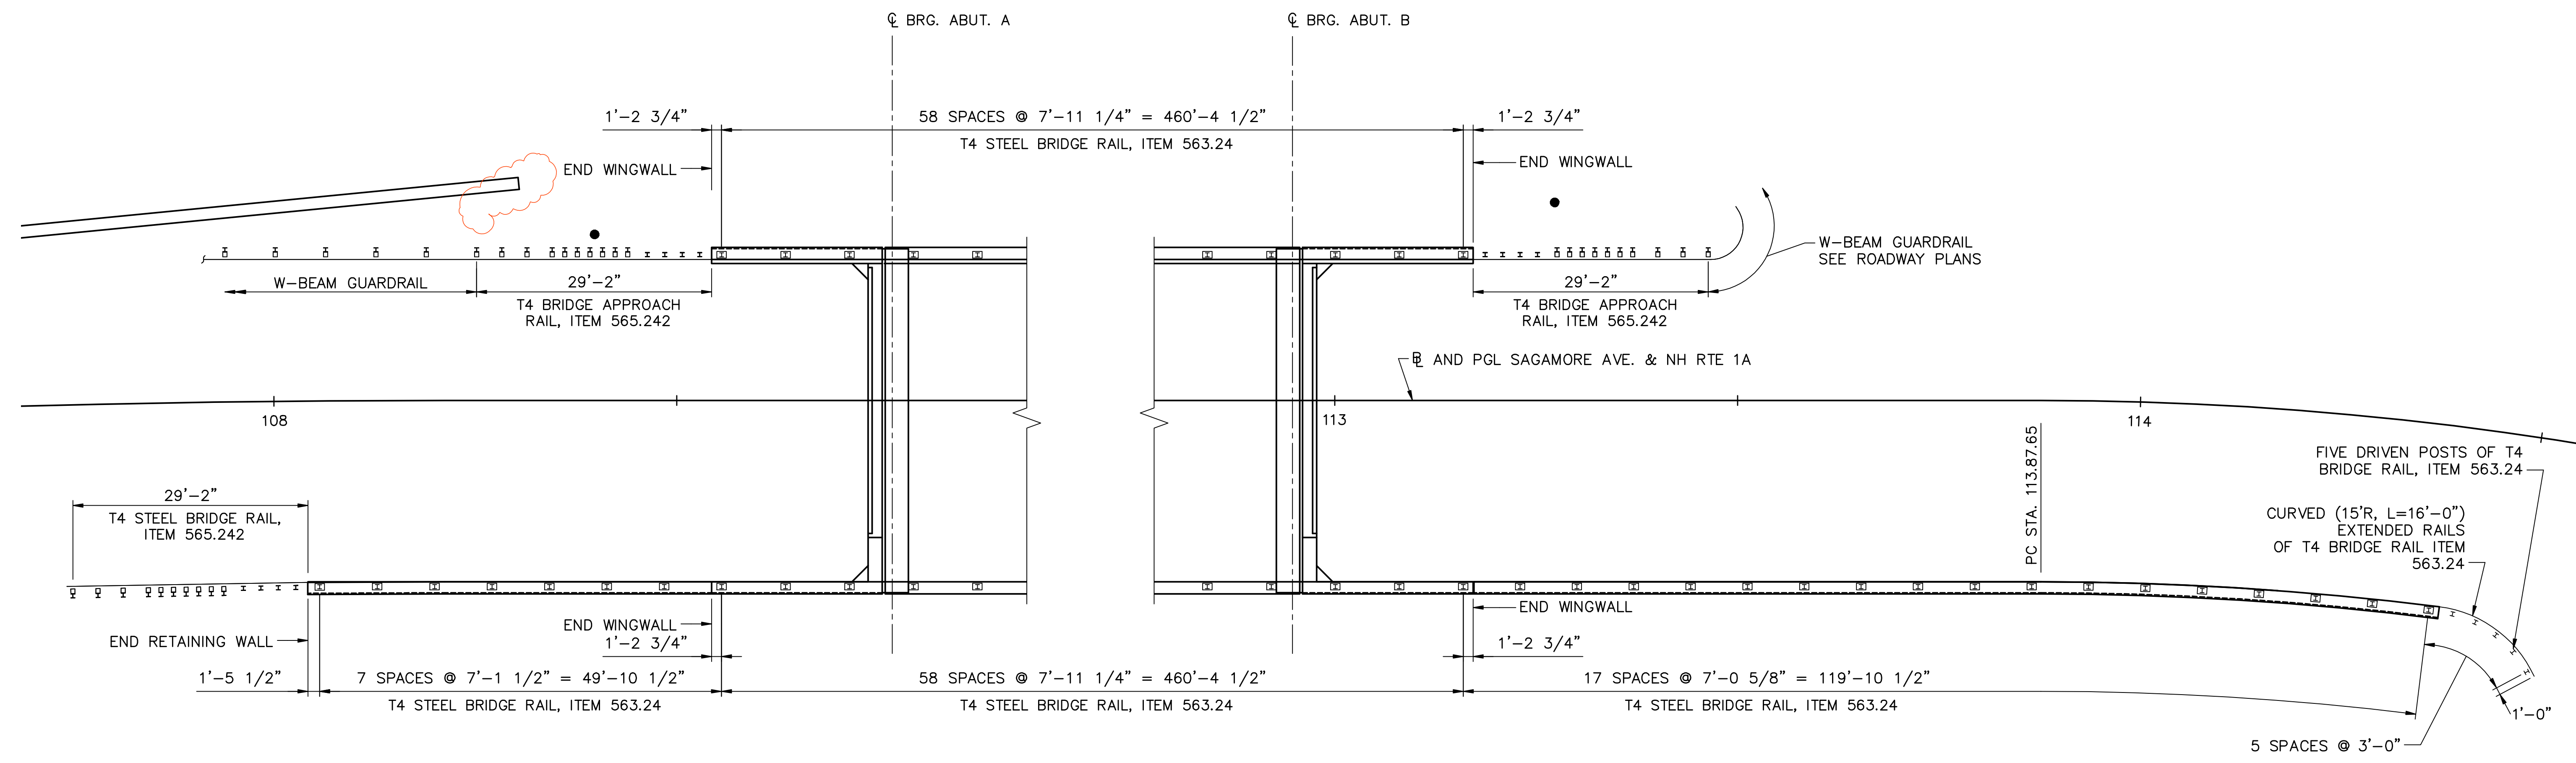 ℄ BRG. ABUT. A
℄ BRG. ABUT. B
1'-2 3/4"
58 SPACES @ 7'-11 1/4" = 460'-4 1/2"
T4 STEEL BRIDGE RAIL, ITEM 563.24
1'-2 3/4"
END WINGWALL
END WINGWALL
W-BEAM GUARDRAIL
SEE ROADWAY PLANS
W-BEAM GUARDRAIL
29'-2"
T4 BRIDGE APPROACH
RAIL, ITEM 565.242
29'-2"
T4 BRIDGE APPROACH
RAIL, ITEM 565.242
BL AND PGL SAGAMORE AVE. & NH RTE 1A
108
113
114
PC STA. 113.87.65
FIVE DRIVEN POSTS OF T4
BRIDGE RAIL, ITEM 563.24
29'-2"
T4 STEEL BRIDGE RAIL,
ITEM 565.242
CURVED (15'R, L=16'-0")
EXTENDED RAILS
OF T4 BRIDGE RAIL ITEM
563.24
END RETAINING WALL
END WINGWALL
1'-2 3/4"
END WINGWALL
1'-2 3/4"
1'-5 1/2"
7 SPACES @ 7'-1 1/2" = 49'-10 1/2"
T4 STEEL BRIDGE RAIL, ITEM 563.24
58 SPACES @ 7'-11 1/4" = 460'-4 1/2"
T4 STEEL BRIDGE RAIL, ITEM 563.24
17 SPACES @ 7'-0 5/8" = 119'-10 1/2"
T4 STEEL BRIDGE RAIL, ITEM 563.24
1'-0"
5 SPACES @ 3'-0"